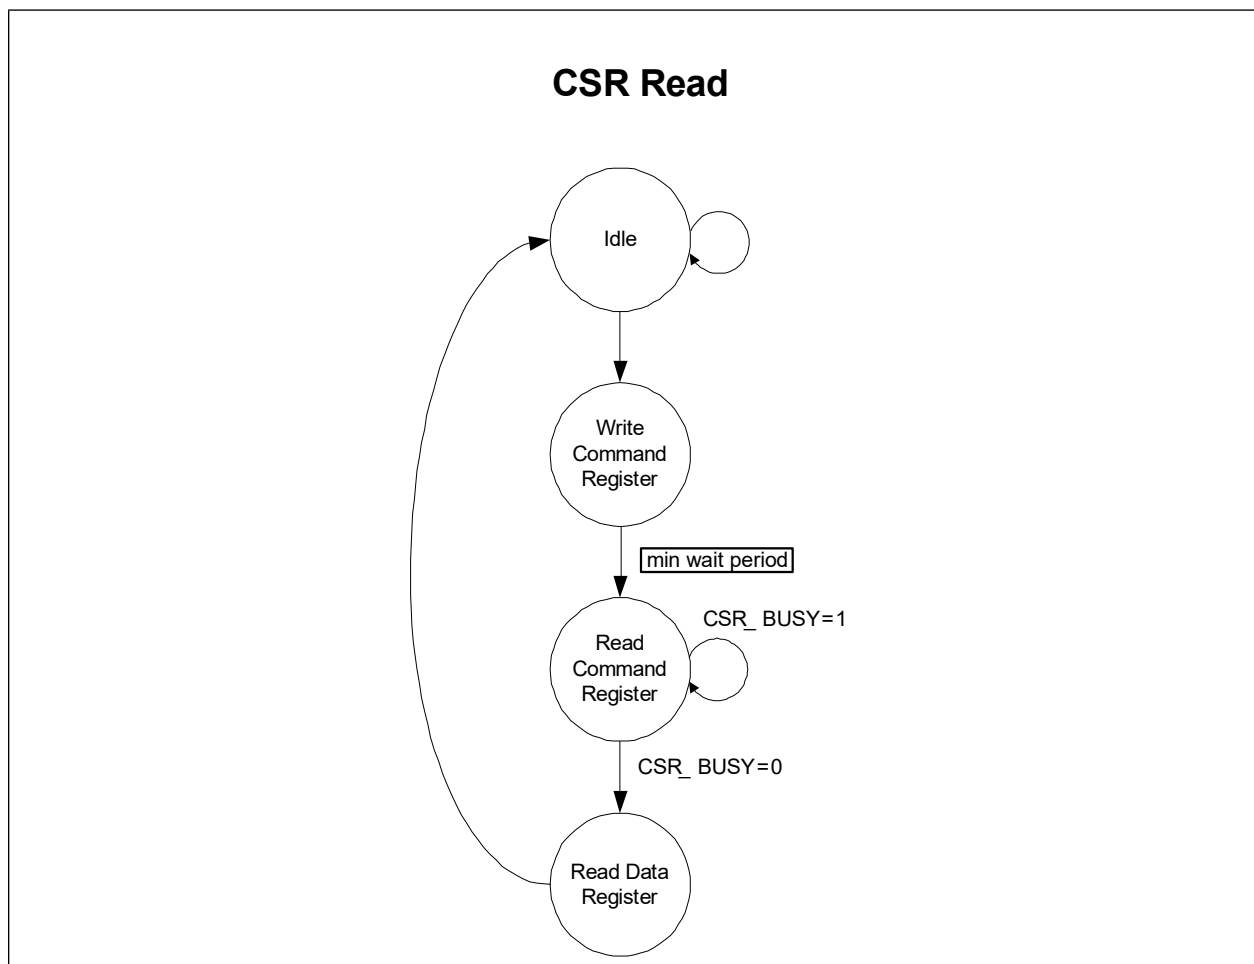 CSR Read
Idle
Write
Command
Register
min wait period
CSR_ BUSY=1
Read
Command
Register
CSR_ BUSY=0
Read Data
Register